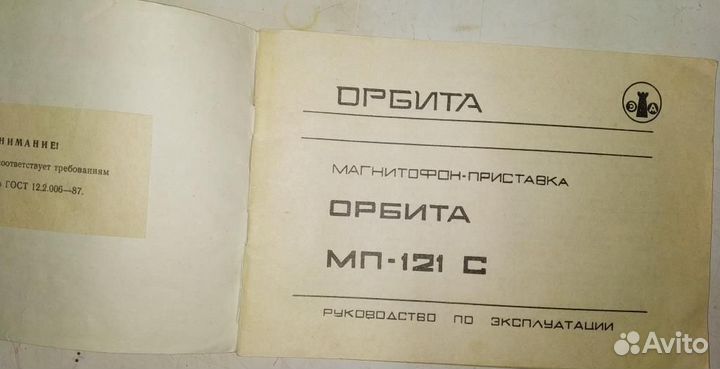 НИМАНИЕ!
соответствует требованиям
ГОСТ 12.2.006—87.
ОРБИТА
Э Д
МАГНИТОФОН-ПРИСТАВКА
ОРБИТА
МП-121 С
РУКОВОДСТВО ПО ЭКСПЛУАТАЦИИ
Avito